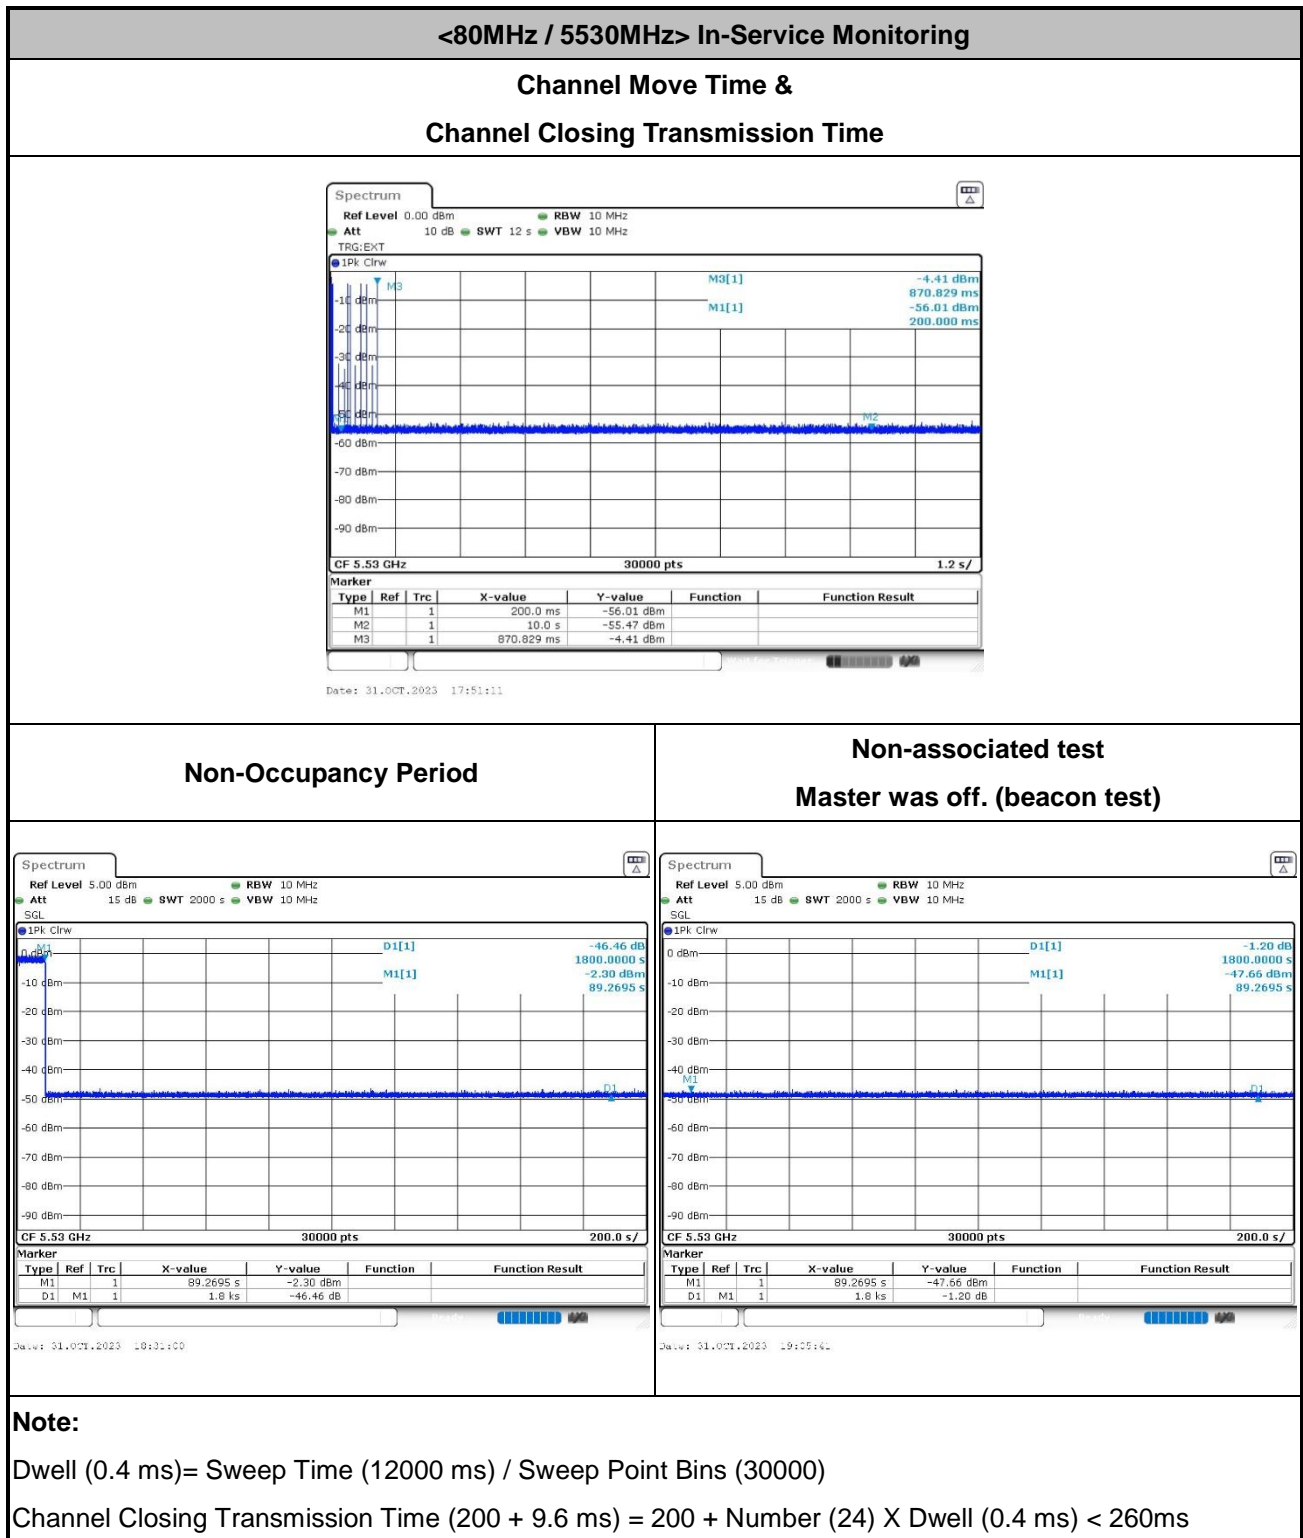 <80MHz / 5530MHz> In-Service Monitoring
Channel Move Time &
Channel Closing Transmission Time
Spectrum
Ref Level 0.00 dBm RBW 10 MHz
Att 10 dB SWT 12 s VBW 10 MHz
TRG:EXT
1Pk Clrw
M3 M3[1] -4.41 dBm
870.829 ms
-10 dBm M1[1] -56.01 dBm
200.000 ms
-20 dBm
-30 dBm
-40 dBm
-50 dBm M2
-60 dBm
-70 dBm
-80 dBm
-90 dBm
CF 5.53 GHz 30000 pts 1.2 s/
Marker
Type Ref Trc X-value Y-value Function Function Result
M1 1 200.0 ms -56.01 dBm
M2 1 10.0 s -55.47 dBm
M3 1 870.829 ms -4.41 dBm
Date: 31.OCT.2023 17:51:11
Non-Occupancy Period
Spectrum
Ref Level 5.00 dBm RBW 10 MHz
Att 15 dB SWT 2000 s VBW 10 MHz
SGL
1Pk Clrw
M1 D1[1] -46.46 dB
0 dBm 1800.0000 s
M1[1] -2.30 dBm
-10 dBm 89.2695 s
-20 dBm
-30 dBm
-40 dBm
D1
-50 dBm
-60 dBm
-70 dBm
-80 dBm
-90 dBm
CF 5.53 GHz 30000 pts 200.0 s/
Marker
Type Ref Trc X-value Y-value Function Function Result
M1 1 89.2695 s -2.30 dBm
D1 M1 1 1.8 ks -46.46 dB
Date: 31.OCT.2023 18:31:00
Non-associated test
Master was off. (beacon test)
Spectrum
Ref Level 5.00 dBm RBW 10 MHz
Att 15 dB SWT 2000 s VBW 10 MHz
SGL
1Pk Clrw
D1[1] -1.20 dB
0 dBm 1800.0000 s
M1[1] -47.66 dBm
-10 dBm 89.2695 s
-20 dBm
-30 dBm
-40 dBm
M1 D1
-50 dBm
-60 dBm
-70 dBm
-80 dBm
-90 dBm
CF 5.53 GHz 30000 pts 200.0 s/
Marker
Type Ref Trc X-value Y-value Function Function Result
M1 1 89.2695 s -47.66 dBm
D1 M1 1 1.8 ks -1.20 dB
Date: 31.OCT.2023 19:05:41
Note:
Dwell (0.4 ms)= Sweep Time (12000 ms) / Sweep Point Bins (30000)
Channel Closing Transmission Time (200 + 9.6 ms) = 200 + Number (24) X Dwell (0.4 ms) < 260ms